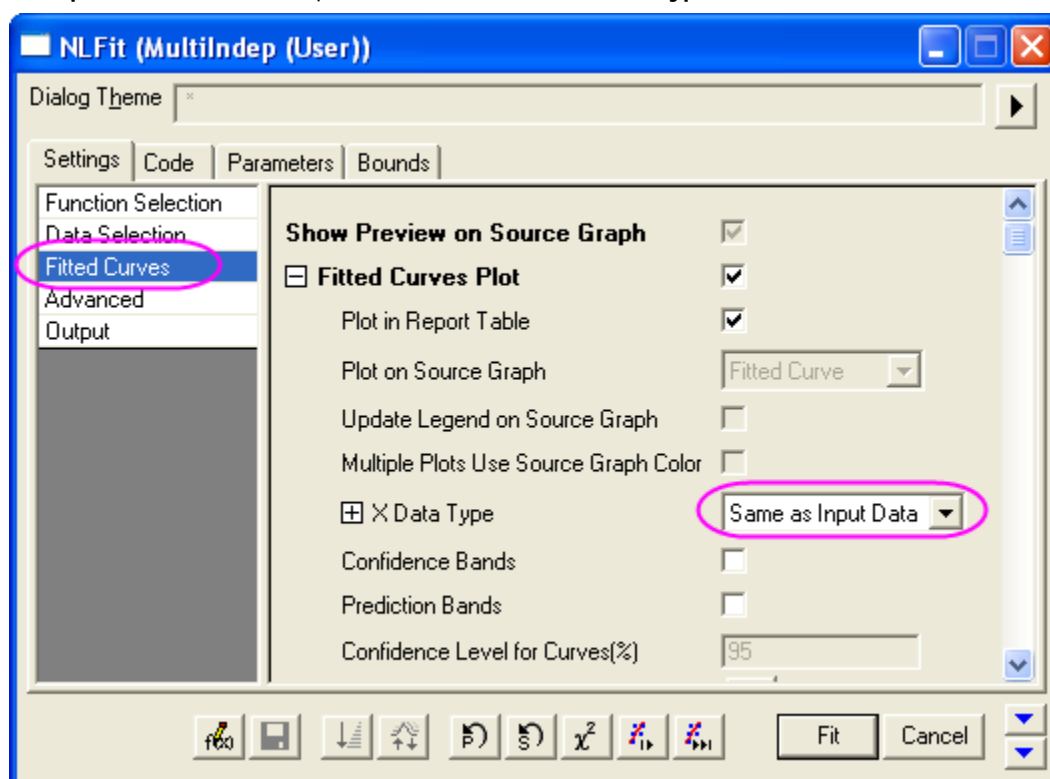 NLFit (MultiIndep (User))
Dialog Theme *
Settings Code Parameters Bounds
Function Selection
Data Selection
Fitted Curves
Advanced
Output
Show Preview on Source Graph
Fitted Curves Plot
Plot in Report Table
Plot on Source Graph Fitted Curve
Update Legend on Source Graph
Multiple Plots Use Source Graph Color
X Data Type Same as Input Data
Confidence Bands
Prediction Bands
Confidence Level for Curves(%) 95
f(x) P S χ² Fit Cancel